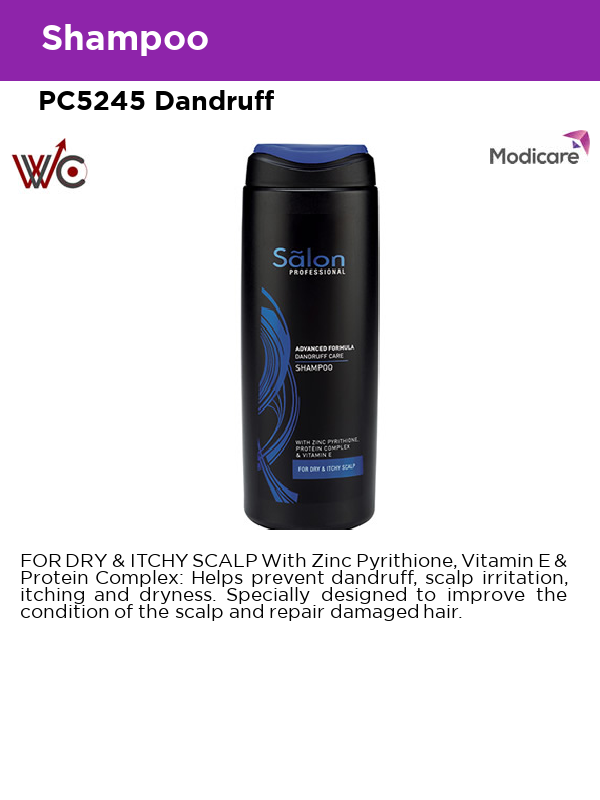 Shampoo
PC5245 Dandruff
WC
Modicare
Sãlon
PROFESSIONAL
ADVANCED FORMULA
DANDRUFF CARE
SHAMPOO
WITH ZINC PYRITHIONE,
PROTEIN COMPLEX
& VITAMIN E
FOR DRY & ITCHY SCALP
FOR DRY & ITCHY SCALP With Zinc Pyrithione, Vitamin E &
Protein Complex: Helps prevent dandruff, scalp irritation,
itching and dryness. Specially designed to improve the
condition of the scalp and repair damaged hair.